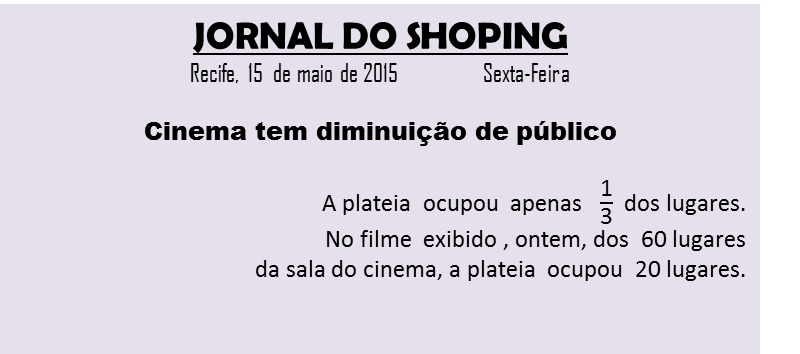 JORNAL DO SHOPING
Recife, 15 de maio de 2015 Sexta-Feira
Cinema tem diminuição de público
A plateia ocupou apenas 1/3 dos lugares.
No filme exibido , ontem, dos 60 lugares
da sala do cinema, a plateia ocupou 20 lugares.